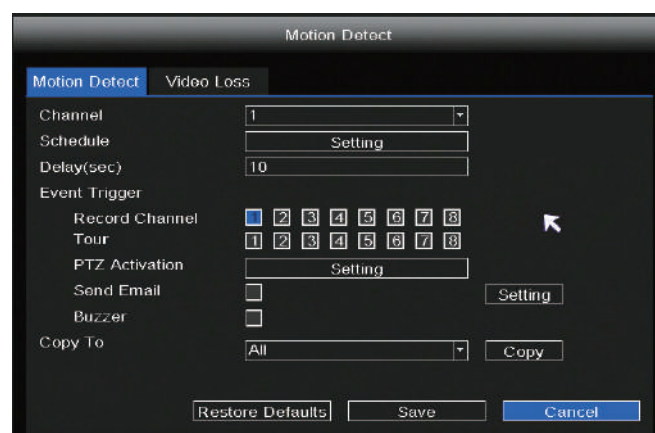 Motion Detect
Motion Detect Video Loss
Channel 1
Schedule Setting
Delay(sec) 10
Event Trigger
Record Channel 1 2 3 4 5 6 7 8
Tour 1 2 3 4 5 6 7 8
PTZ Activation Setting
Send Email Setting
Buzzer
Copy To All Copy
Restore Defaults Save Cancel